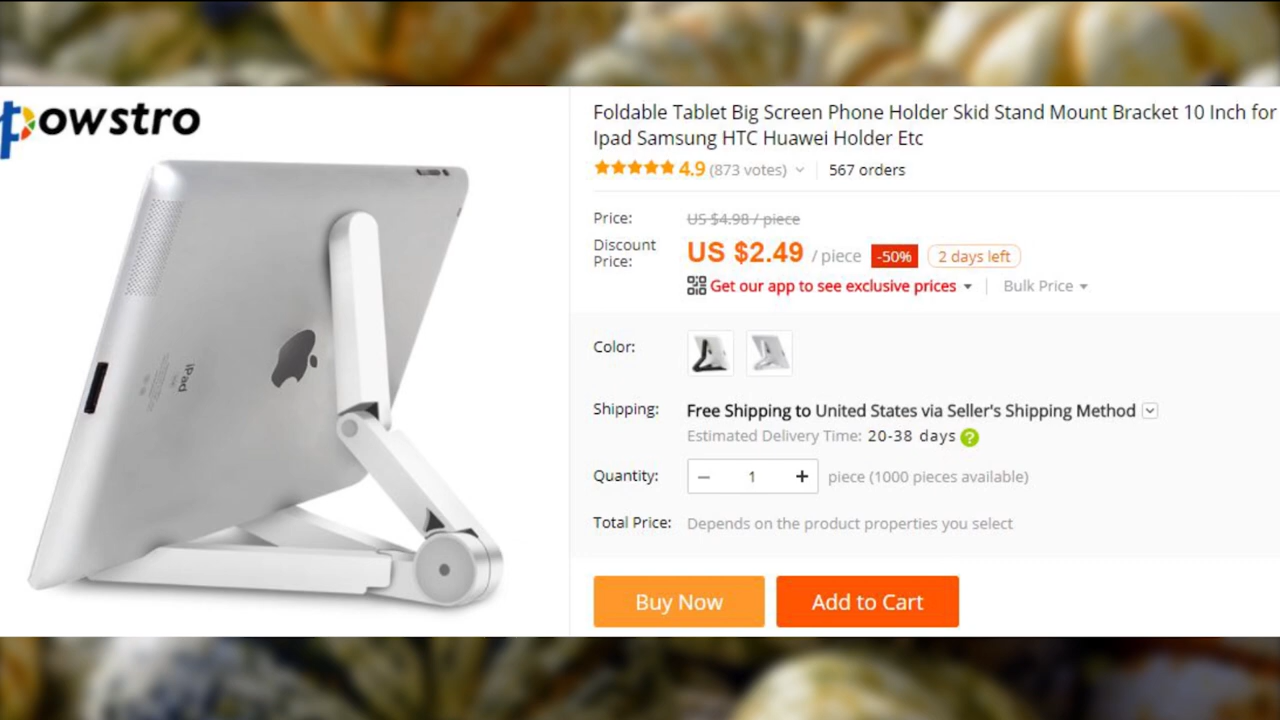 powstro
iPad
Foldable Tablet Big Screen Phone Holder Skid Stand Mount Bracket 10 Inch for
Ipad Samsung HTC Huawei Holder Etc
4.9 (873 votes) 567 orders
Price: US $4.98 / piece
Discount
Price: US $2.49 / piece -50% 2 days left
Get our app to see exclusive prices Bulk Price
Color:
Shipping: Free Shipping to United States via Seller's Shipping Method
Estimated Delivery Time: 20-38 days ?
Quantity: − 1 + piece (1000 pieces available)
Total Price: Depends on the product properties you select
Buy Now Add to Cart